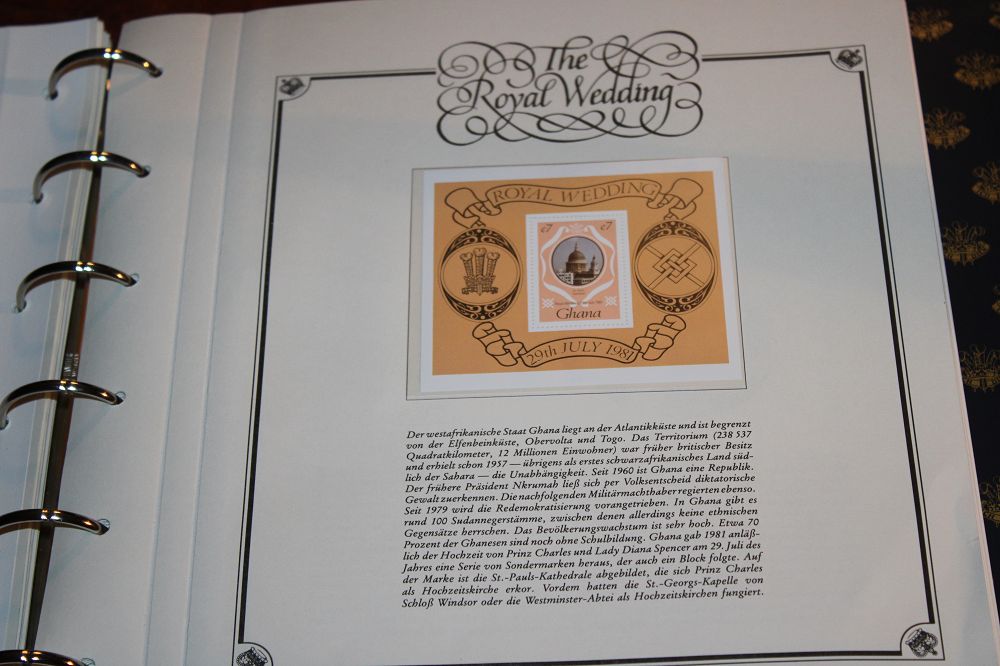 The
Royal Wedding
ROYAL WEDDING
¢7 ¢7
Ghana
29th JULY 1981
Der westafrikanische Staat Ghana liegt an der Atlantikküste und ist begrenzt
von der Elfenbeinküste, Obervolta und Togo. Das Territorium (238 537
Quadratkilometer, 12 Millionen Einwohner) war früher britischer Besitz
und erhielt schon 1957 — übrigens als erstes schwarzafrikanisches Land süd-
lich der Sahara — die Unabhängigkeit. Seit 1960 ist Ghana eine Republik.
Der frühere Präsident Nkrumah ließ sich per Volksentscheid diktatorische
Gewalt zuerkennen. Die nachfolgenden Militärmachthaber regierten ebenso.
Seit 1979 wird die Redemokratisierung vorangetrieben. In Ghana gibt es
rund 100 Sudannegerstämme, zwischen denen allerdings keine ethnischen
Gegensätze herrschen. Das Bevölkerungswachstum ist sehr hoch. Etwa 70
Prozent der Ghanesen sind noch ohne Schulbildung. Ghana gab 1981 anläß-
lich der Hochzeit von Prinz Charles und Lady Diana Spencer am 29. Juli des
Jahres eine Serie von Sondermarken heraus, der auch ein Block folgte. Auf
der Marke ist die St.-Pauls-Kathedrale abgebildet, die sich Prinz Charles
als Hochzeitskirche erkor. Vordem hatten die St.-Georgs-Kapelle von
Schloß Windsor oder die Westminster-Abtei als Hochzeitskirchen fungiert.